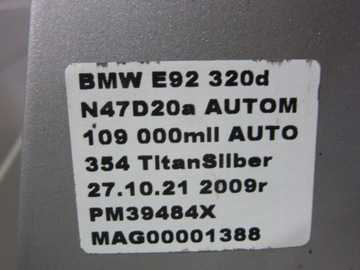 BMW E92 320d
N47D20a AUTOM
109 000mil AUTO
354 TitanSilber
27.10.21 2009r
PM39484X
MAG00001388